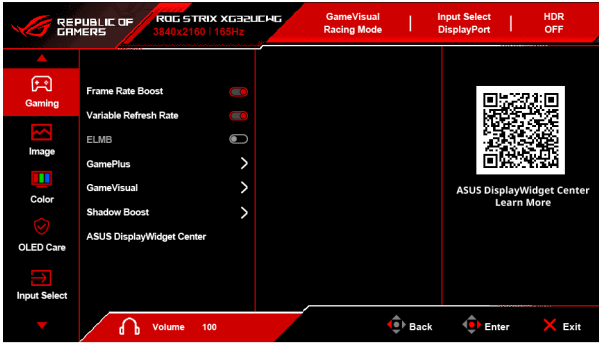 REPUBLIC OF
GAMERS
ROG STRIX XG32UCWG
3840x2160 | 165Hz
GameVisual
Racing Mode
Input Select
DisplayPort
HDR
OFF
Gaming
Image
Color
OLED Care
Input Select
Frame Rate Boost
Variable Refresh Rate
ELMB
GamePlus
GameVisual
Shadow Boost
ASUS DisplayWidget Center
ASUS DisplayWidget Center
Learn More
Volume 100
Back
Enter
Exit